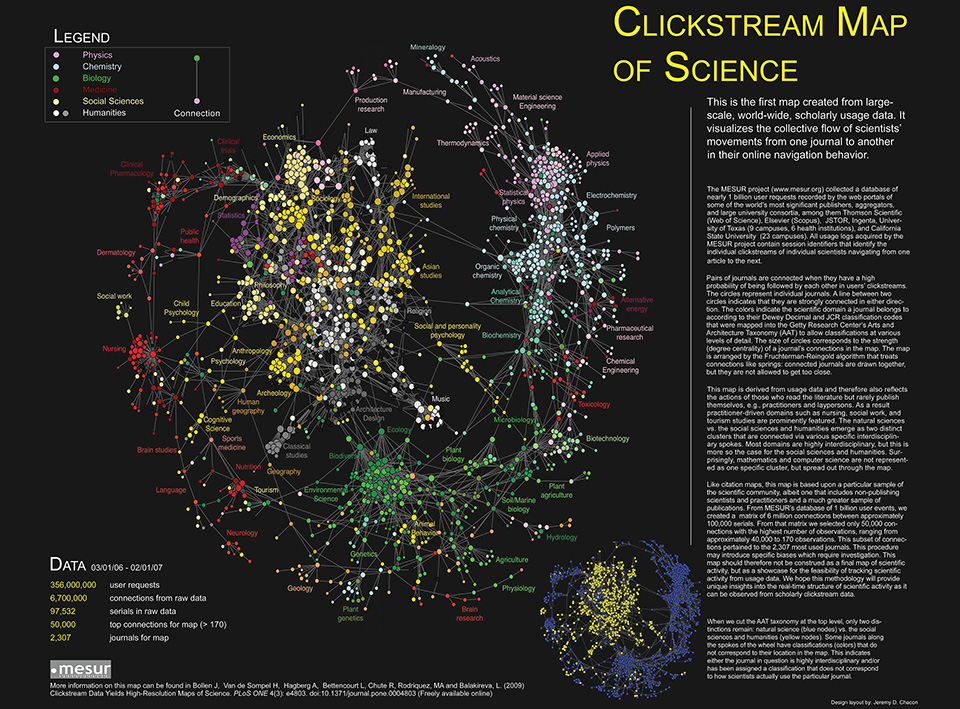 CLICKSTREAM MAP
OF SCIENCE
LEGEND
Physics
Chemistry
Biology
Medicine
Social Sciences
Humanities
Connection
This is the first map created from large-
scale, world-wide, scholarly usage data. It
visualizes the collective flow of scientists'
movements from one journal to another
in their online navigation behavior.
The MESUR project (www.mesur.org) collected a database of
nearly 1 billion user requests recorded by the web portals of
some of the world's most significant publishers, aggregators,
and large university consortia, among them Thomson Scientific
(Web of Science), Elsevier (Scopus), JSTOR, Ingenta, Univer-
sity of Texas (9 campuses, 6 health institutions), and California
State University (23 campuses). All usage logs acquired by the
MESUR project contain session identifiers that identify the
individual clickstreams of individual scientists navigating from one
article to the next.
Pairs of journals are connected when they have a high
probability of being followed by each other in users' clickstreams.
The circles represent individual journals. A line between two
circles indicates that they are strongly connected in either direc-
tion. The colors indicate the scientific domain a journal belongs to
according to their Dewey Decimal and JCR classification codes
that were mapped into the Getty Research Center's Arts and
Architecture Taxonomy (AAT) to allow classifications at various
levels of detail. The size of circles corresponds to the strength
(degree centrality) of a journal's connections in the map. The map
is arranged by the Fruchterman-Reingold algorithm that treats
connections like springs: connected journals are drawn together,
but they are not allowed to get too close.
This map is derived from usage data and therefore also reflects
the actions of those who read the literature but rarely publish
themselves, e.g., practitioners and laypersons. As a result
practitioner-driven domains such as nursing, social work, and
tourism studies are prominently featured. The natural sciences
vs. the social sciences and humanities emerge as two distinct
clusters that are connected via various specific interdisciplin-
ary spokes. Most domains are highly interdisciplinary, but this is
more so the case for the social sciences and humanities. Sur-
prisingly, mathematics and computer science are not represent-
ed as one specific cluster, but spread out through the map.
Like citation maps, this map is based upon a particular sample of
the scientific community, albeit one that includes non-publishing
scientists and practitioners and a much greater sample of
publications. From MESUR's database of 1 billion user events, we
created a matrix of 6 million connections between approximately
100,000 serials. From that matrix we selected only 50,000 con-
nections with the highest number of observations, ranging from
approximately 40,000 to 170 observations. This subset of connec-
tions pertained to the 2,307 most used journals. This procedure
may introduce specific biases which require investigation. This
map should therefore not be construed as a final map of scientific
activity, but as a showcase for the feasibility of tracking scientific
activity from usage data. We hope this methodology will provide
unique insights into the real-time structure of scientific activity as it
can be observed from scholarly clickstream data.
When we cut the AAT taxonomy at the top level, only two dis-
tinctions remain: natural science (blue nodes) vs. the social
sciences and humanities (yellow nodes). Some journals along
the spokes of the wheel have classifications (colors) that do
not correspond to their location in the map. This indicates
either the journal in question is highly interdisciplinary and/or
has been assigned a classification that does not correspond
to how scientists actually use the particular journal.
Design layout by: Jeremy D. Chacon
Mineralogy
Acoustics
Manufacturing
Production
research
Material science
Engineering
Thermodynamics
Law
Economics
Clinical
trials
Clinical
Pharmacology
Applied
physics
Demographics
Sociology
International
studies
Statistical
physics
Electrochemistry
Statistics
Physical
chemistry
Polymers
Public
health
Dermatology
Asian
studies
Organic
chemistry
Philosophy
Social work
Child
Psychology
Education
Religion
Analytical
Chemistry
Alternative
energy
Social and personality
psychology
Biochemistry
Pharmaceutical
research
Nursing
Anthropology
Psychology
Chemical
Engineering
Archeology
Human
geography
Music
Toxicology
Architecture
Design
Cognitive
Science
Microbiology
Ecology
Sports
medicine
Biotechnology
Brain studies
Classical
studies
Biodiversity
Plant
biology
Nutrition
Geography
Language
Tourism
Environmental
Science
Plant
agriculture
Soil/Marine
biology
Animal
Behavior
Neurology
Hydrology
Genetics
Agriculture
Geology
Physiology
Plant
genetics
Brain
research
DATA 03/01/06 - 02/01/07
356,000,000 user requests
6,700,000 connections from raw data
97,532 serials in raw data
50,000 top connections for map (> 170)
2,307 journals for map
mesur
More information on this map can be found in Bollen J, Van de Sompel H, Hagberg A, Bettencourt L, Chute R, Rodriquez, MA and Balakireva, L. (2009)
Clickstream Data Yields High-Resolution Maps of Science. PLoS ONE 4(3): e4803. doi:10.1371/journal.pone.0004803 (Freely available online)